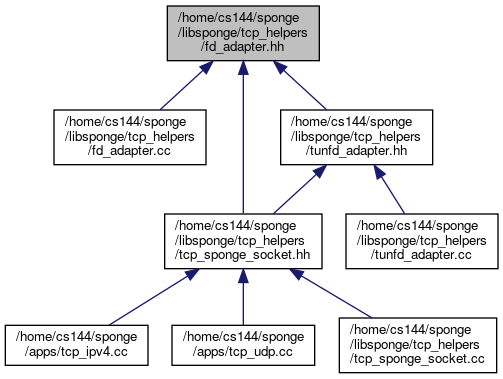 /home/cs144/sponge
/libsponge/tcp_helpers
/fd_adapter.hh
/home/cs144/sponge
/libsponge/tcp_helpers
/fd_adapter.cc
/home/cs144/sponge
/libsponge/tcp_helpers
/tunfd_adapter.hh
/home/cs144/sponge
/libsponge/tcp_helpers
/tcp_sponge_socket.hh
/home/cs144/sponge
/libsponge/tcp_helpers
/tunfd_adapter.cc
/home/cs144/sponge
/apps/tcp_ipv4.cc
/home/cs144/sponge
/apps/tcp_udp.cc
/home/cs144/sponge
/libsponge/tcp_helpers
/tcp_sponge_socket.cc